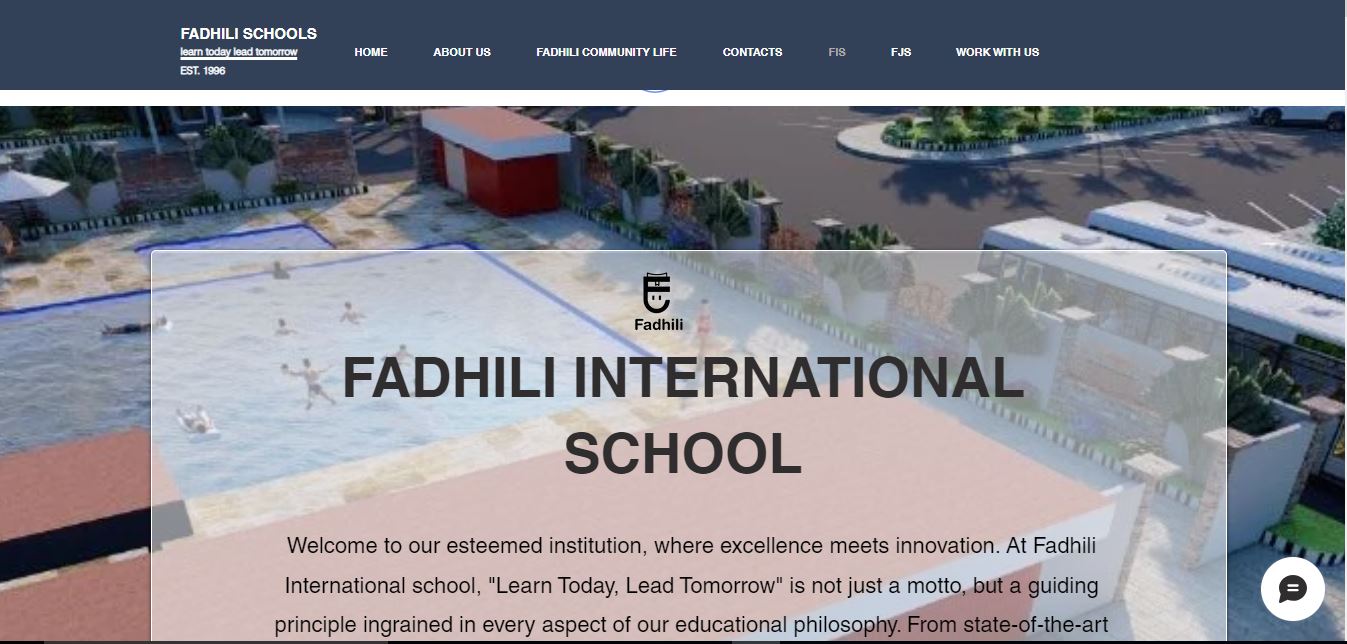 FADHILI SCHOOLS
learn today lead tomorrow
EST. 1996
HOME
ABOUT US
FADHILI COMMUNITY LIFE
CONTACTS
FIS
FJS
WORK WITH US
Fadhili
FADHILI INTERNATIONAL
SCHOOL
Welcome to our esteemed institution, where excellence meets innovation. At Fadhili
International school, "Learn Today, Lead Tomorrow" is not just a motto, but a guiding
principle ingrained in every aspect of our educational philosophy. From state-of-the-art